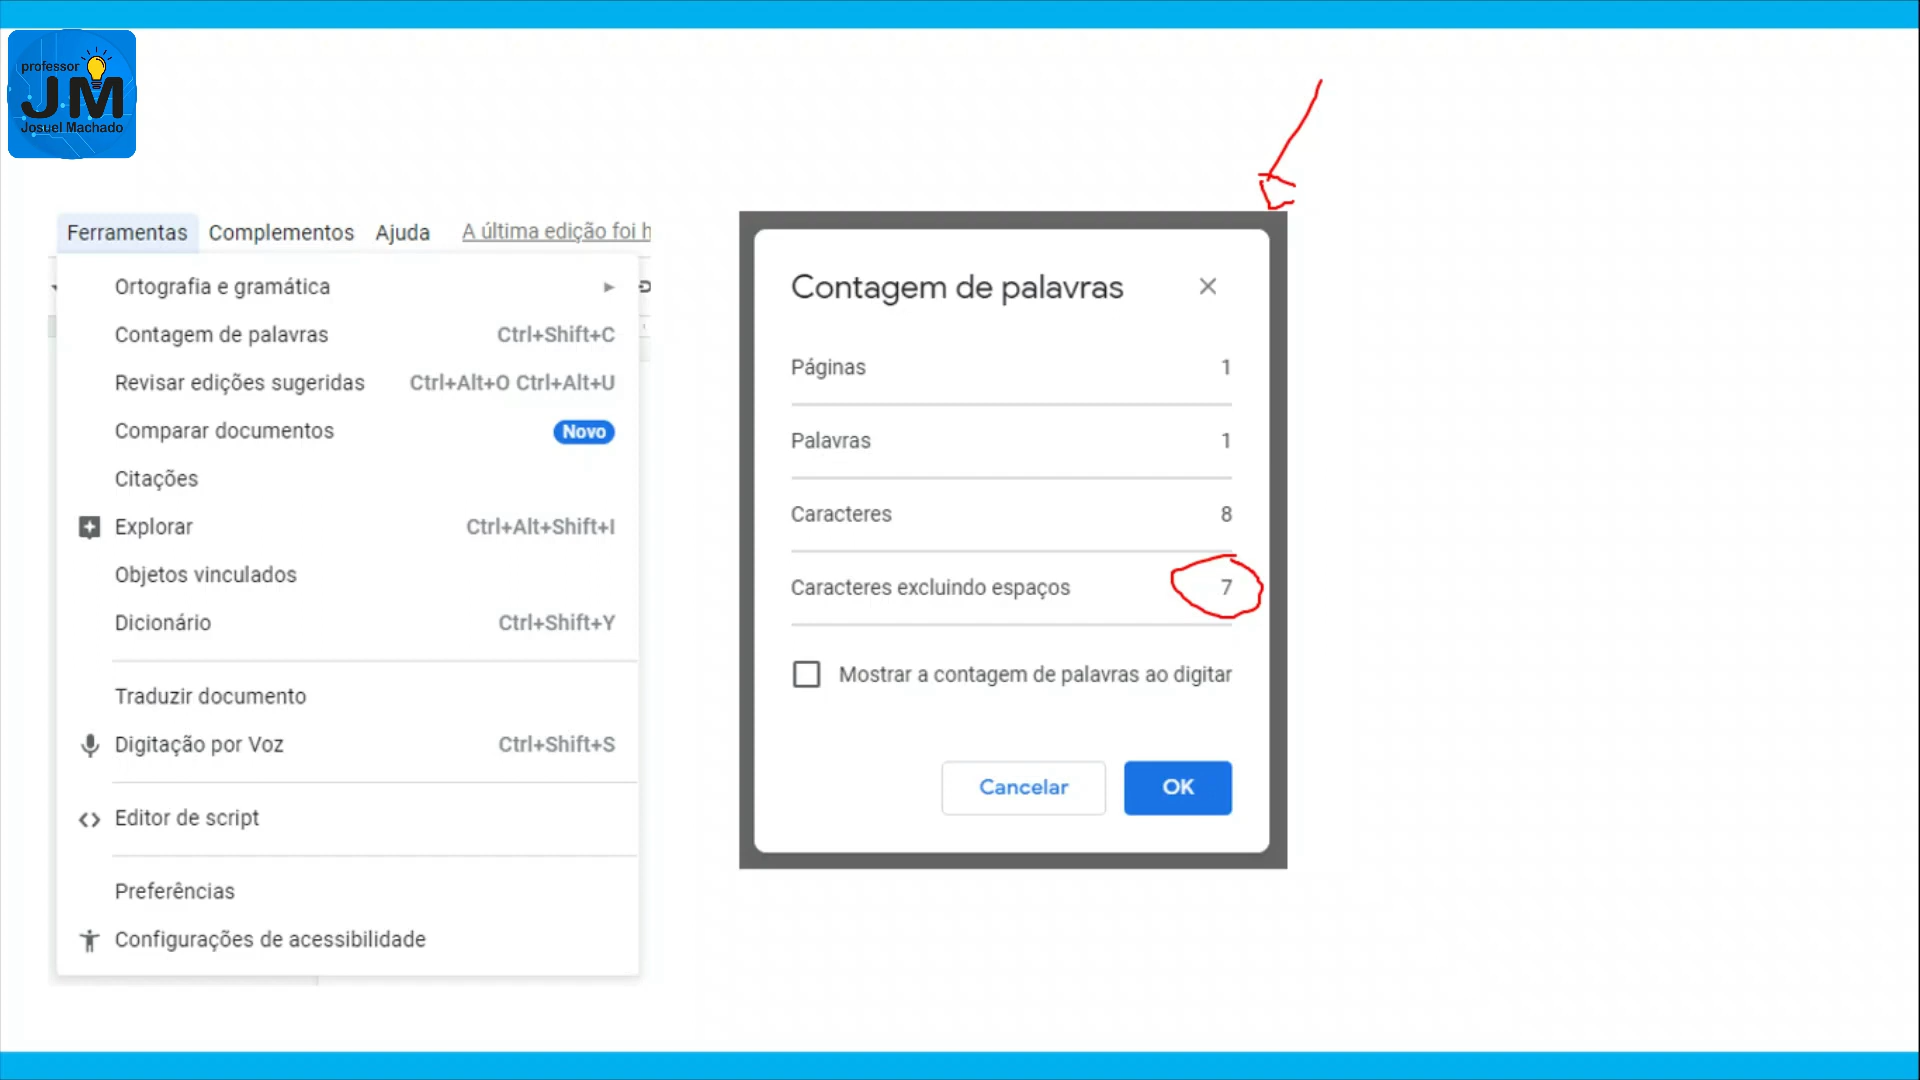 professor
JM
Josuel Machado
Ferramentas Complementos Ajuda A última edição foi h
Ortografia e gramática
Contagem de palavras Ctrl+Shift+C
Revisar edições sugeridas Ctrl+Alt+O Ctrl+Alt+U
Comparar documentos Novo
Citações
Explorar Ctrl+Alt+Shift+I
Objetos vinculados
Dicionário Ctrl+Shift+Y
Traduzir documento
Digitação por Voz Ctrl+Shift+S
Editor de script
Preferências
Configurações de acessibilidade
Contagem de palavras
Páginas 1
Palavras 1
Caracteres 8
Caracteres excluindo espaços 7
Mostrar a contagem de palavras ao digitar
Cancelar OK